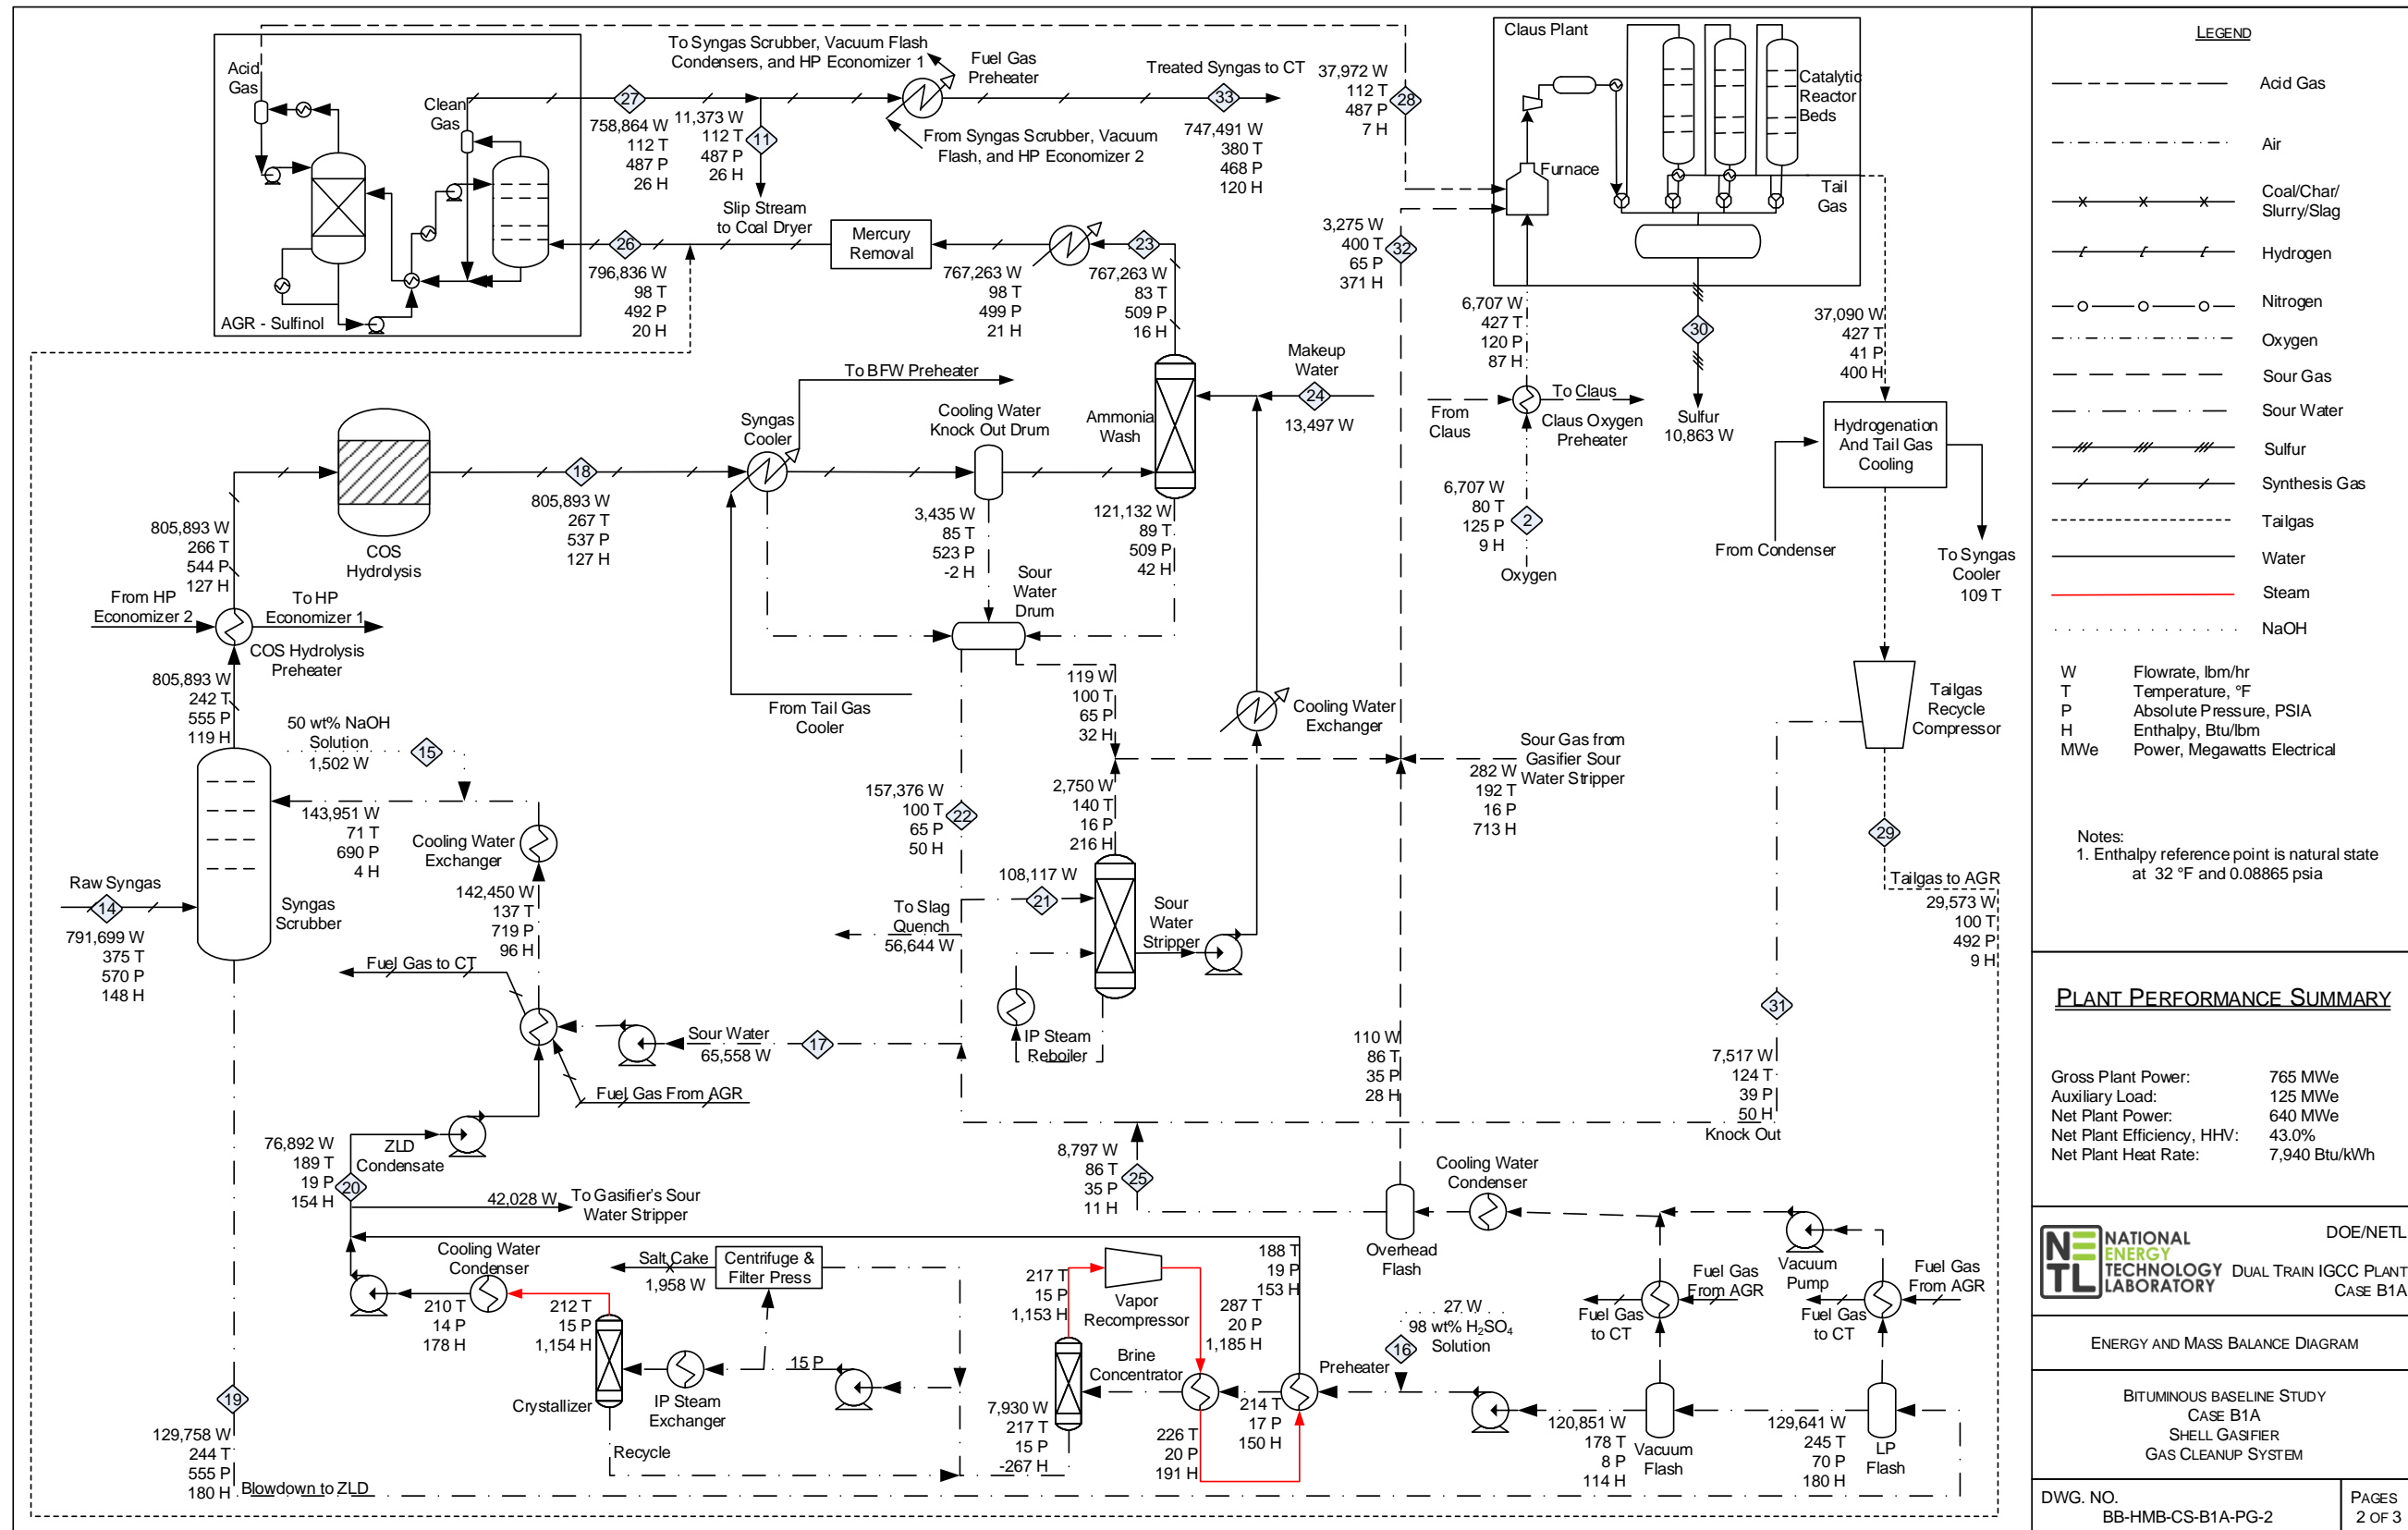 Acid
Gas
Clean
Gas
AGR - Sulfinol
To Syngas Scrubber, Vacuum Flash
Condensers, and HP Economizer 1
Fuel Gas
Preheater
Treated Syngas to CT
27
758,864 W
112 T
487 P
26 H
11,373 W
112 T
487 P
26 H
11
Slip Stream
to Coal Dryer
From Syngas Scrubber, Vacuum
Flash, and HP Economizer 2
33
747,491 W
380 T
468 P
120 H
37,972 W
112 T
487 P
7 H
28
26
796,836 W
98 T
492 P
20 H
Mercury
Removal
767,263 W
98 T
499 P
21 H
23
767,263 W
83 T
509 P
16 H
3,275 W
400 T
65 P
371 H
32
Claus Plant
Furnace
Catalytic
Reactor
Beds
Tail
Gas
6,707 W
427 T
120 P
87 H
30
Sulfur
10,863 W
37,090 W
427 T
41 P
400 H
From
Claus
To Claus
Claus Oxygen
Preheater
6,707 W
80 T
125 P
9 H
2
Oxygen
Hydrogenation
And Tail Gas
Cooling
From Condenser
To Syngas
Cooler
109 T
Makeup
Water
24
13,497 W
Ammonia
Wash
To BFW Preheater
Syngas
Cooler
Cooling Water
Knock Out Drum
18
805,893 W
267 T
537 P
127 H
COS
Hydrolysis
805,893 W
266 T
544 P
127 H
From HP
Economizer 2
To HP
Economizer 1
COS Hydrolysis
Preheater
805,893 W
242 T
555 P
119 H
3,435 W
85 T
523 P
-2 H
121,132 W
89 T
509 P
42 H
Sour
Water
Drum
From Tail Gas
Cooler
119 W
100 T
65 P
32 H
Cooling Water
Exchanger
Sour Gas from
Gasifier Sour
Water Stripper
282 W
192 T
16 P
713 H
Tailgas
Recycle
Compressor
50 wt% NaOH
Solution
1,502 W
15
143,951 W
71 T
690 P
4 H
Cooling Water
Exchanger
Raw Syngas
14
791,699 W
375 T
570 P
148 H
Syngas
Scrubber
142,450 W
137 T
719 P
96 H
157,376 W
100 T
65 P
50 H
22
2,750 W
140 T
16 P
216 H
108,117 W
21
To Slag
Quench
56,644 W
Sour
Water
Stripper
IP Steam
Reboiler
29
Tailgas to AGR
29,573 W
100 T
492 P
9 H
Fuel Gas to CT
Sour Water
65,558 W
17
Fuel Gas From AGR
31
7,517 W
124 T
39 P
50 H
Knock Out
110 W
86 T
35 P
28 H
76,892 W
189 T
19 P
154 H
20
ZLD
Condensate
42,028 W
To Gasifier's Sour
Water Stripper
8,797 W
86 T
35 P
11 H
25
Overhead
Flash
Cooling Water
Condenser
Vacuum
Pump
Fuel Gas
From AGR
Fuel Gas
to CT
Fuel Gas
From AGR
Fuel Gas
to CT
Cooling Water
Condenser
210 T
14 P
178 H
212 T
15 P
1,154 H
Crystallizer
Salt Cake
1,958 W
Centrifuge &
Filter Press
IP Steam
Exchanger
15 P
Recycle
217 T
15 P
1,153 H
Vapor
Recompressor
188 T
19 P
153 H
287 T
20 P
1,185 H
Brine
Concentrator
7,930 W
217 T
15 P
-267 H
226 T
20 P
191 H
214 T
17 P
150 H
Preheater
27 W
98 wt% H₂SO₄
Solution
16
120,851 W
178 T
8 P
114 H
Vacuum
Flash
129,641 W
245 T
70 P
180 H
LP
Flash
19
129,758 W
244 T
555 P
180 H
Blowdown to ZLD
LEGEND
Acid Gas
Air
Coal/Char/
Slurry/Slag
Hydrogen
Nitrogen
Oxygen
Sour Gas
Sour Water
Sulfur
Synthesis Gas
Tailgas
Water
Steam
NaOH
W Flowrate, lbm/hr
T Temperature, °F
P Absolute Pressure, PSIA
H Enthalpy, Btu/lbm
MWe Power, Megawatts Electrical
Notes:
1. Enthalpy reference point is natural state
at 32 °F and 0.08865 psia
PLANT PERFORMANCE SUMMARY
Gross Plant Power: 765 MWe
Auxiliary Load: 125 MWe
Net Plant Power: 640 MWe
Net Plant Efficiency, HHV: 43.0%
Net Plant Heat Rate: 7,940 Btu/kWh
NETL
NATIONAL
ENERGY
TECHNOLOGY
LABORATORY
DOE/NETL
DUAL TRAIN IGCC PLANT
CASE B1A
ENERGY AND MASS BALANCE DIAGRAM
BITUMINOUS BASELINE STUDY
CASE B1A
SHELL GASIFIER
GAS CLEANUP SYSTEM
DWG. NO.
BB-HMB-CS-B1A-PG-2
PAGES
2 OF 3